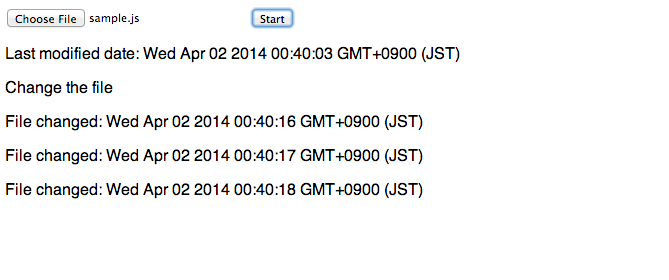 Choose File sample.js Start
Last modified date: Wed Apr 02 2014 00:40:03 GMT+0900 (JST)
Change the file
File changed: Wed Apr 02 2014 00:40:16 GMT+0900 (JST)
File changed: Wed Apr 02 2014 00:40:17 GMT+0900 (JST)
File changed: Wed Apr 02 2014 00:40:18 GMT+0900 (JST)